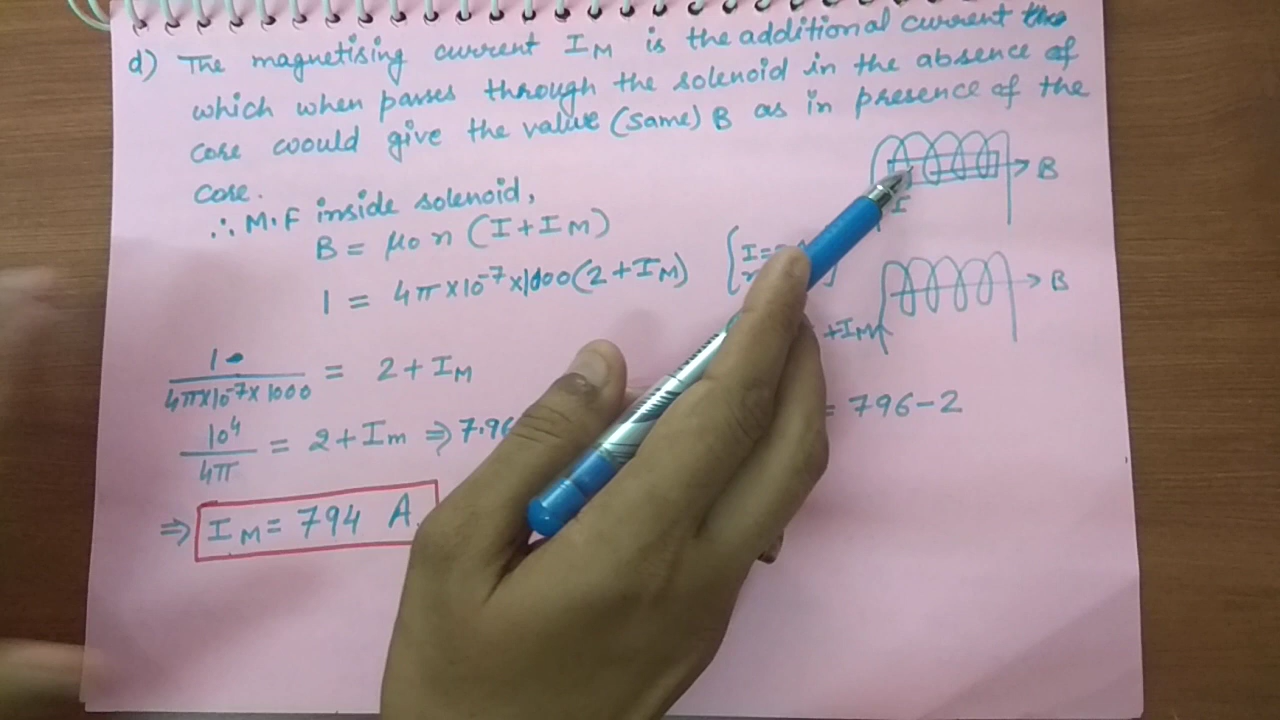 d) The magnetising current IM is the additional current the
which when passes through the solenoid in the absence of
core would give the value (same) B as in presence of the
core.
∴ M.F inside solenoid,
B = μ0 n (I + IM)
1 = 4π×10⁻⁷×1000(2+IM) I=
10/4π×10⁻⁷×1000 = 2 + IM
10⁴/4π = 2 + Im ⇒ 7.96 = 796-2
⇒ IM = 794 A.
B
I
B
+IM